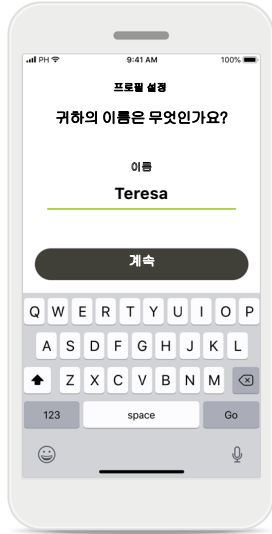 PH 9:41 AM 100%
프로필 설정
귀하의 이름은 무엇인가요?
이름
Teresa
계속
Q W E R T Y U I O P
A S D F G H J K L
Z X C V B N M
123 space Go